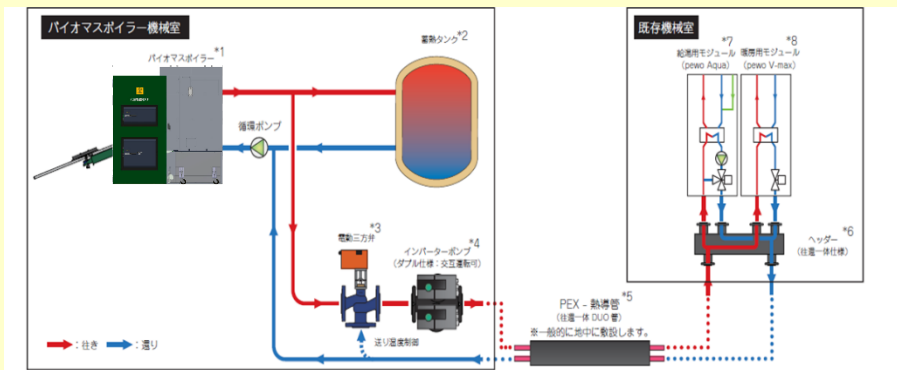 バイオマスボイラー機械室
バイオマスボイラー*1
蓄熱タンク*2
循環ポンプ
*3
電動三方弁
*4
インバーターポンプ
(ダブル仕様:交互運転可)
送り温度制御
:往き :還り
PEX - 熱導管*5
(往還一体 DUO 管)
※一般的に地中に敷設します。
既存機械室
*7
給湯用モジュール
(pewo Aqua)
*8
暖房用モジュール
(pewo V-max)
*6
ヘッダー
(往還一体仕様)